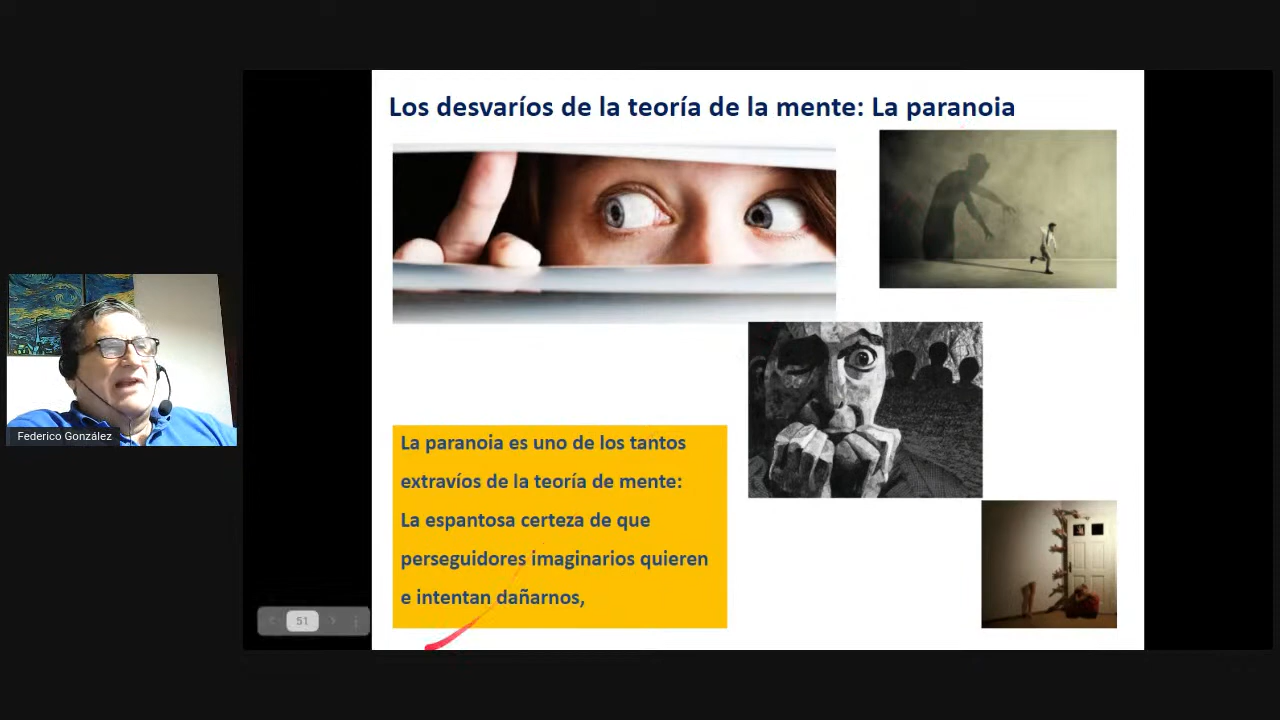 Los desvaríos de la teoría de la mente: La paranoia
La paranoia es uno de los tantos
extravíos de la teoría de mente:
La espantosa certeza de que
perseguidores imaginarios quieren
e intentan dañarnos,
Federico González
51